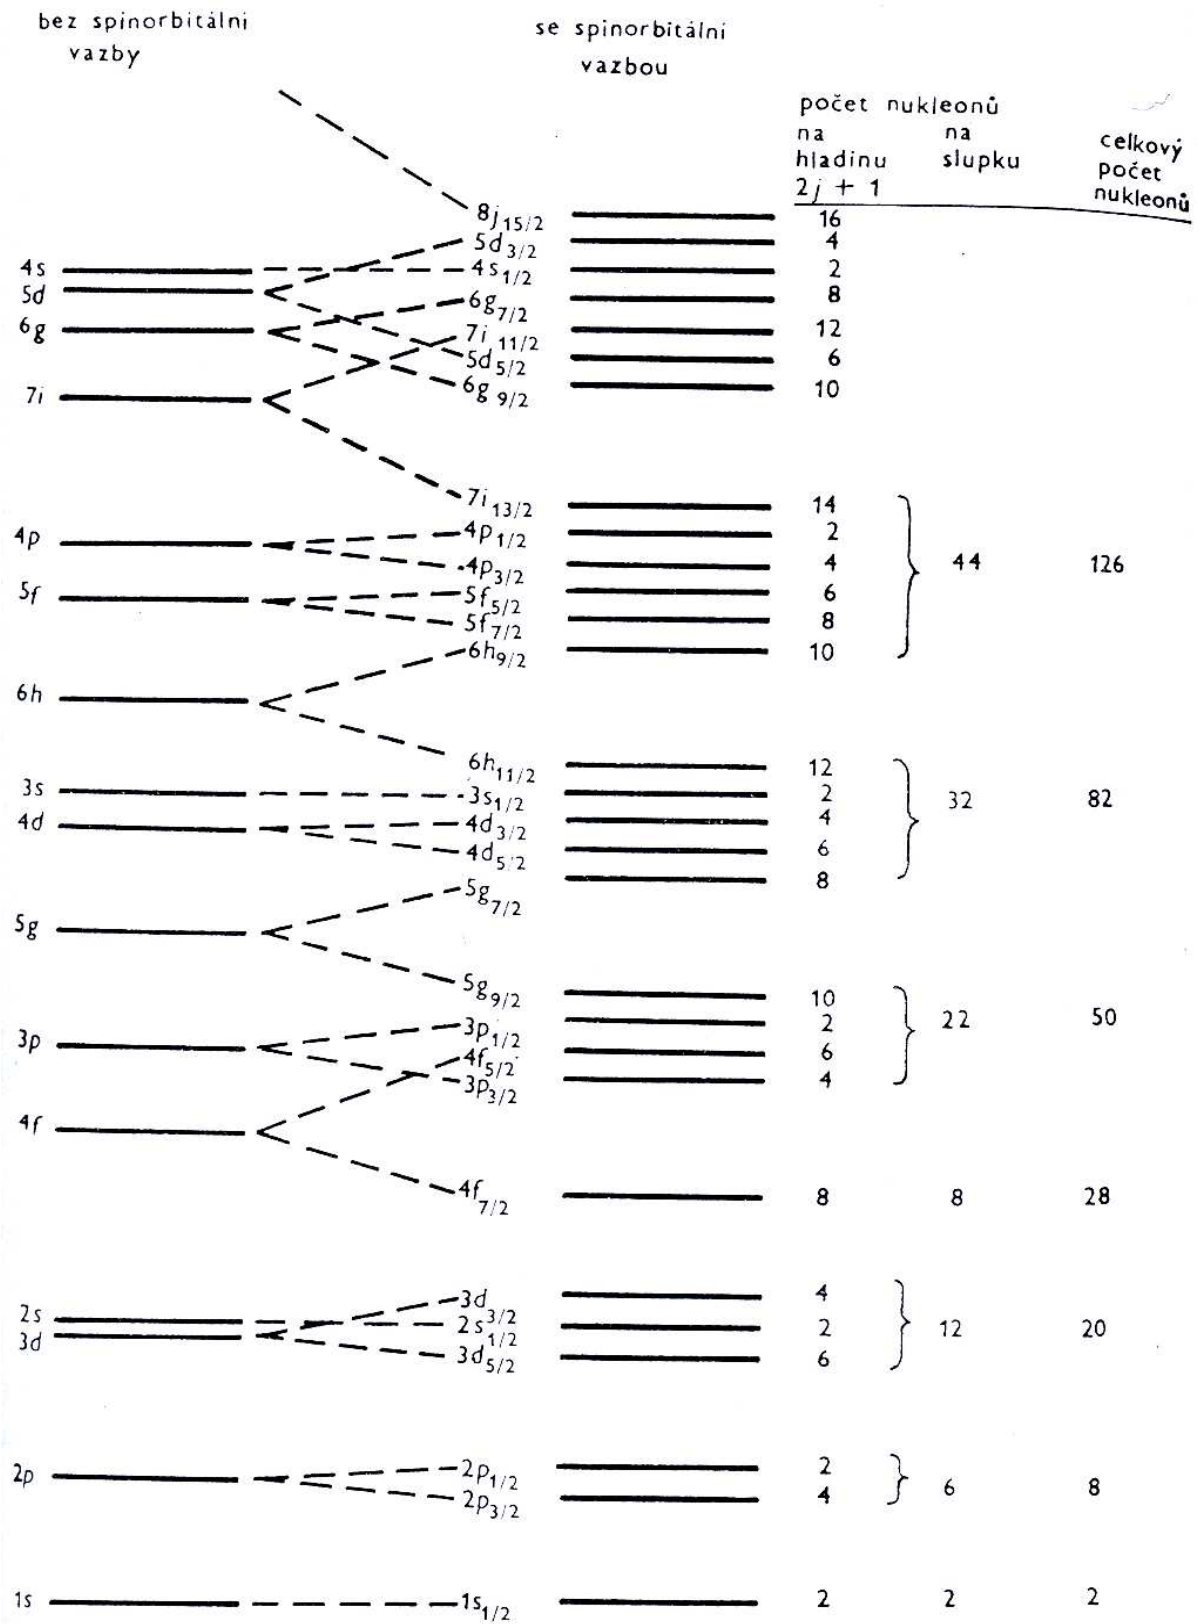 bez spinorbitální
vazby
se spinorbitální
vazbou
počet nukleonů
na
hladinu
2j + 1
na
slupku
celkový
počet
nukleonů
8j15/2 16
5d3/2 4
4s 4s1/2 2
5d
6g7/2 8
6g
7i11/2 12
5d5/2 6
6g9/2 10
7i
7i13/2 14
4p1/2 2
4p
4p3/2 4 44 126
5f5/2 6
5f
5f7/2 8
6h9/2 10
6h
6h11/2 12
3s 3s1/2 2 32 82
4d 4d3/2 4
4d5/2 6
5g7/2 8
5g
5g9/2 10
3p1/2 2 22 50
3p
4f5/2 6
3p3/2 4
4f
4f7/2 8 8 28
3d3/2 4
2s 2s1/2 2 12 20
3d
3d5/2 6
2p1/2 2
2p 6 8
2p3/2 4
1s 1s1/2 2 2 2